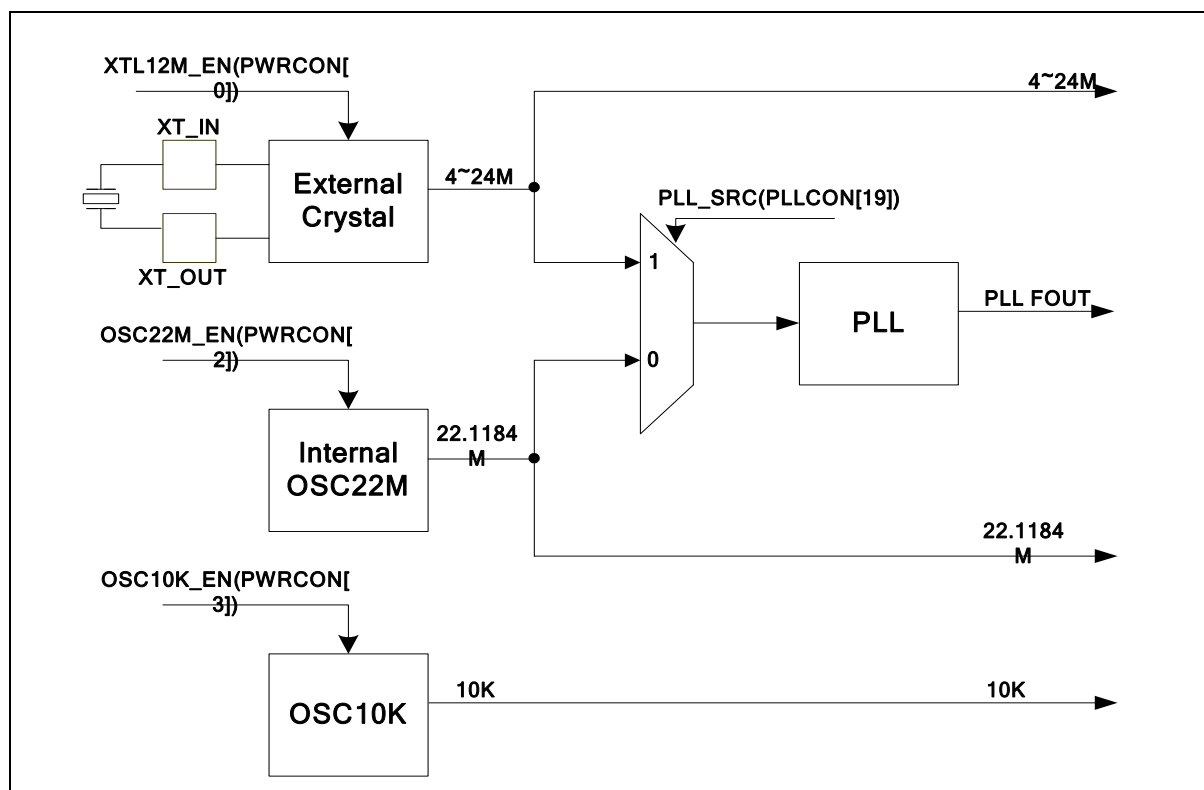 XTL12M_EN(PWRCON[
0])
4~24M
XT_IN
External
Crystal
4~24M
PLL_SRC(PLLCON[19])
XT_OUT
1
PLL
PLL FOUT
OSC22M_EN(PWRCON[
2])
0
Internal
OSC22M
22.1184
M
22.1184
M
OSC10K_EN(PWRCON[
3])
OSC10K
10K
10K